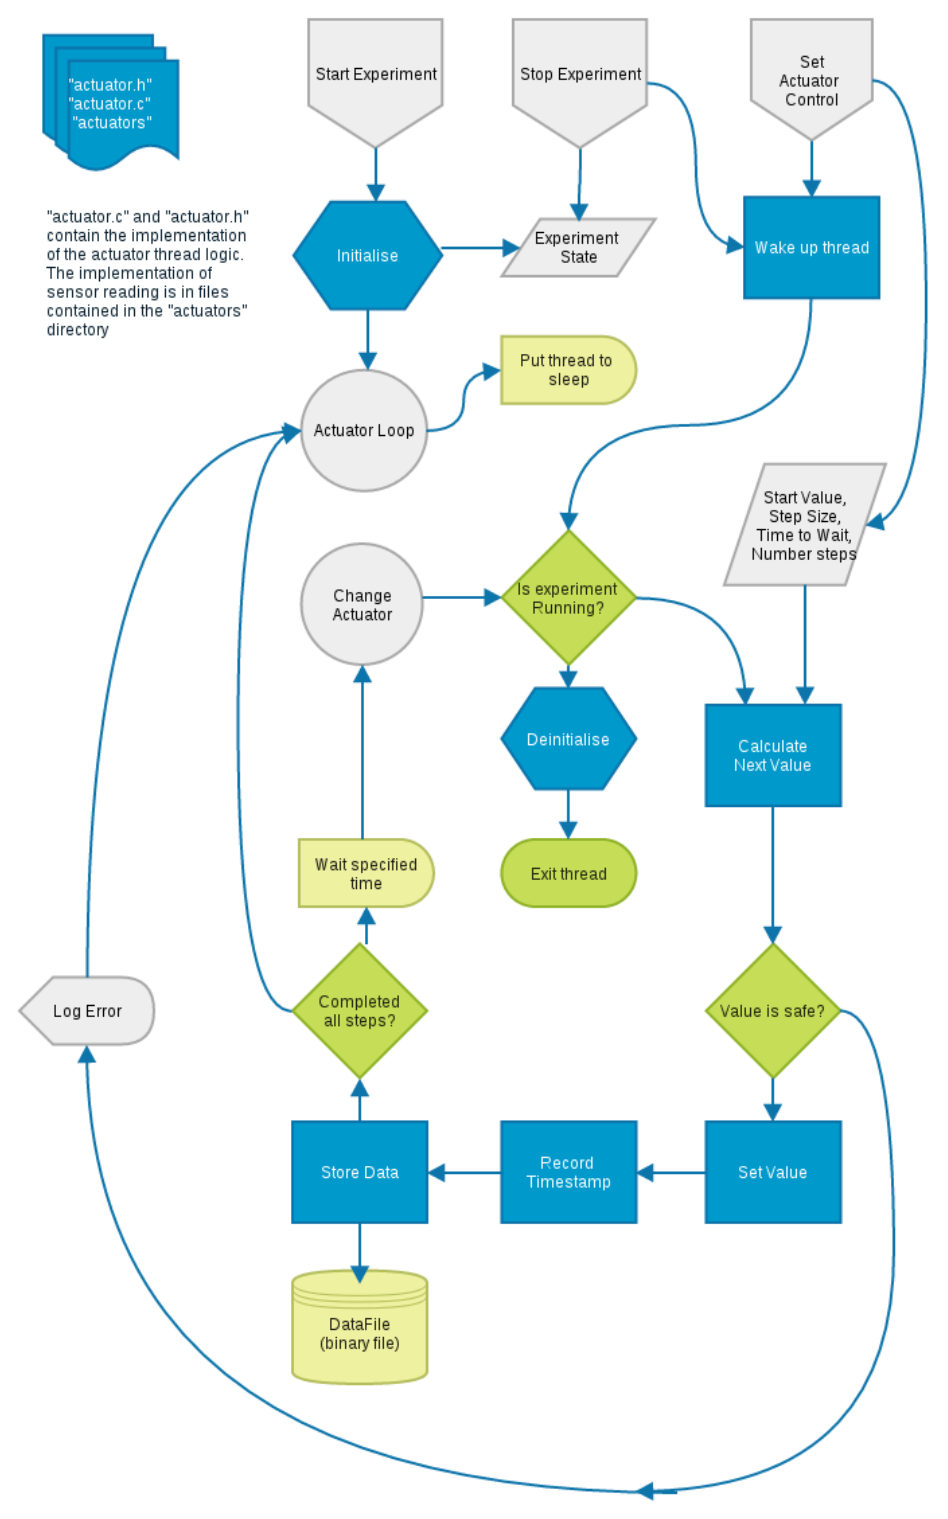 "actuator.h"
"actuator.c"
"actuators"
Start Experiment
Stop Experiment
Set
Actuator
Control
"actuator.c" and "actuator.h"
contain the implementation
of the actuator thread logic.
The implementation of
sensor reading is in files
contained in the "actuators"
directory
Initialise
Experiment
State
Wake up thread
Put thread to
sleep
Actuator Loop
Start Value,
Step Size,
Time to Wait,
Number steps
Change
Actuator
Is experiment
Running?
Deinitialise
Calculate
Next Value
Wait specified
time
Exit thread
Log Error
Completed
all steps?
Value is safe?
Store Data
Record
Timestamp
Set Value
DataFile
(binary file)